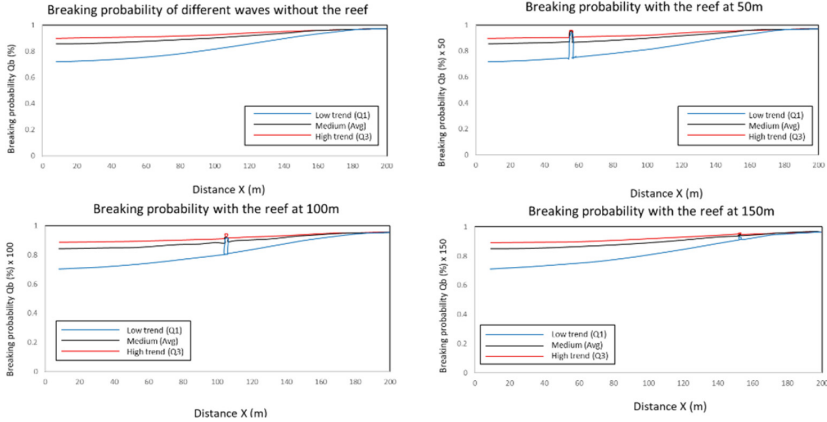 Breaking probability of different waves without the reef
Breaking probability Qb (%)
1
0.8
0.6
0.4
0.2
0
0 20 40 60 80 100 120 140 160 180 200
Low trend (Q1)
Medium (Avg)
High trend (Q3)
Distance X (m)
Breaking probability with the reef at 50m
Breaking probability Qb (%) x 50
1
0.8
0.6
0.4
0.2
0
0 20 40 60 80 100 120 140 160 180 200
Low trend (Q1)
Medium (Avg)
High trend (Q3)
Distance X (m)
Breaking probability with the reef at 100m
Breaking probability Qb (%) x 100
1
0.8
0.6
0.4
0.2
0
0 20 40 60 80 100 120 140 160 180 200
Low trend (Q1)
Medium (Avg)
High trend (Q3)
Distance X (m)
Breaking probability with the reef at 150m
Breaking probability Qb (%) x 150
1
0.8
0.6
0.4
0.2
0
0 20 40 60 80 100 120 140 160 180 200
Low trend (Q1)
Medium (Avg)
High trend (Q3)
Distance X (m)